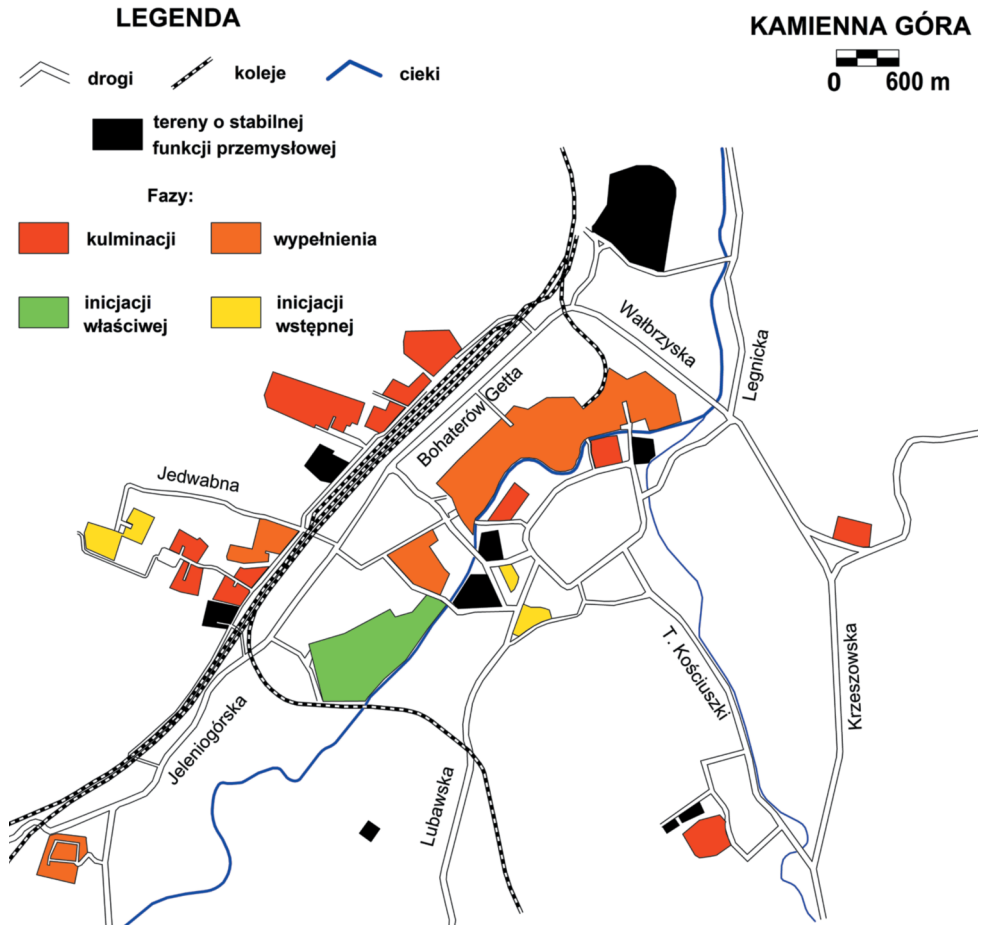 LEGENDA
KAMIENNA GÓRA
0 600 m
drogi
koleje
cieki
tereny o stabilnej
funkcji przemysłowej
Fazy:
kulminacji
wypełnienia
inicjacji
właściwej
inicjacji
wstępnej
Wałbrzyska
Legnicka
Bohaterów Getta
Jedwabna
T. Kościuszki
Krzeszowska
Jeleniogórska
Lubawska